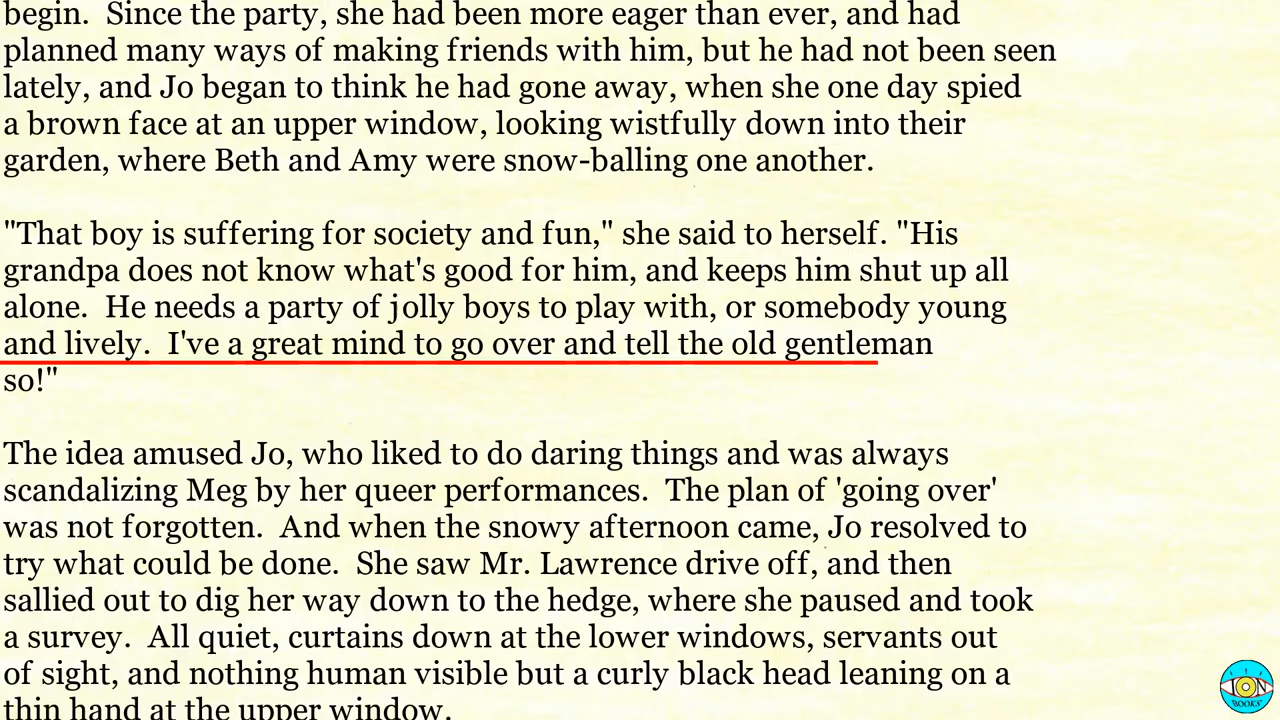 begin.  Since the party, she had been more eager than ever, and had
planned many ways of making friends with him, but he had not been seen
lately, and Jo began to think he had gone away, when she one day spied
a brown face at an upper window, looking wistfully down into their
garden, where Beth and Amy were snow-balling one another.
"That boy is suffering for society and fun," she said to herself. "His
grandpa does not know what's good for him, and keeps him shut up all
alone.  He needs a party of jolly boys to play with, or somebody young
and lively.  I've a great mind to go over and tell the old gentleman
so!"
The idea amused Jo, who liked to do daring things and was always
scandalizing Meg by her queer performances.  The plan of 'going over'
was not forgotten.  And when the snowy afternoon came, Jo resolved to
try what could be done.  She saw Mr. Lawrence drive off, and then
sallied out to dig her way down to the hedge, where she paused and took
a survey.  All quiet, curtains down at the lower windows, servants out
of sight, and nothing human visible but a curly black head leaning on a
thin hand at the upper window.
ION
BOOKS